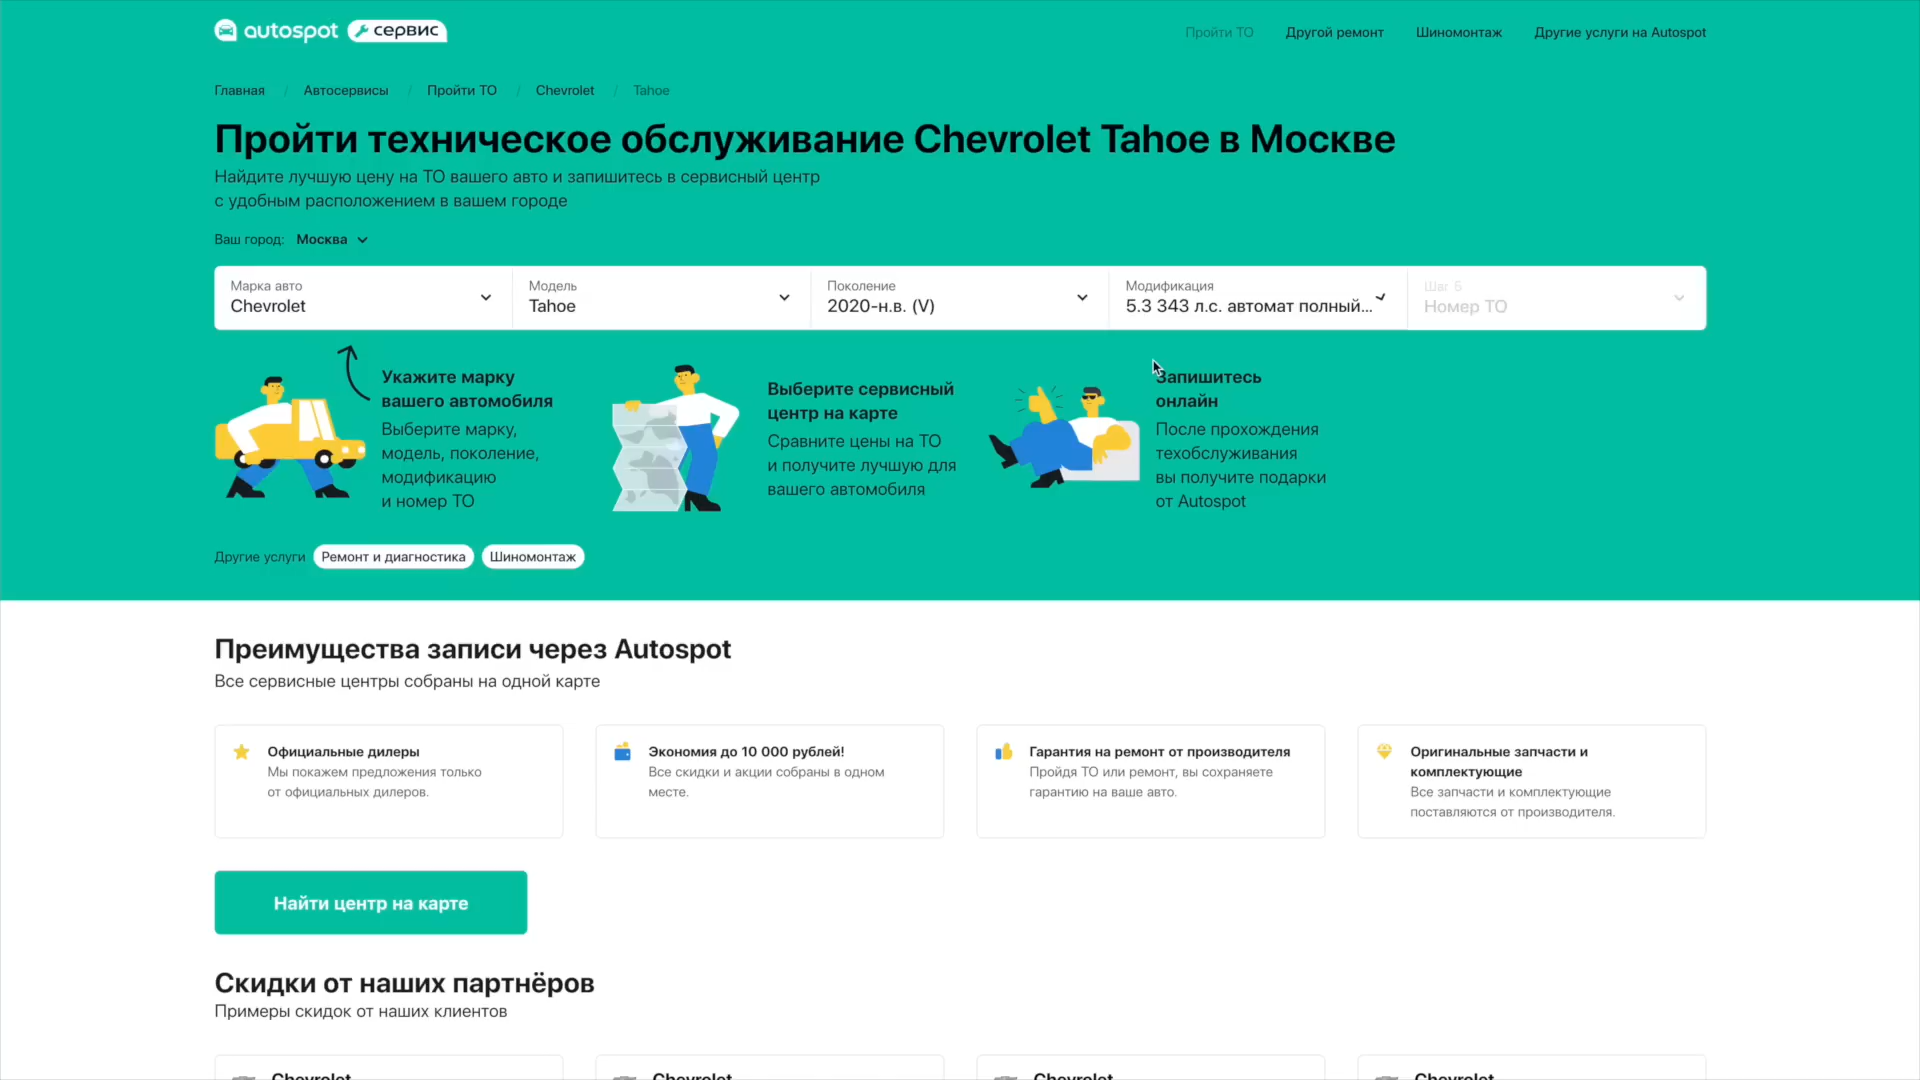 autospot сервис
Пройти ТО
Другой ремонт
Шиномонтаж
Другие услуги на Autospot
Главная / Автосервисы / Пройти ТО / Chevrolet / Tahoe
Пройти техническое обслуживание Chevrolet Tahoe в Москве
Найдите лучшую цену на ТО вашего авто и запишитесь в сервисный центр
с удобным расположением в вашем городе
Ваш город: Москва
Марка авто
Chevrolet
Модель
Tahoe
Поколение
2020-н.в. (V)
Модификация
5.3 343 л.с. автомат полный...
Шаг 5
Номер ТО
Укажите марку
вашего автомобиля
Выберите марку,
модель, поколение,
модификацию
и номер ТО
Выберите сервисный
центр на карте
Сравните цены на ТО
и получите лучшую для
вашего автомобиля
Запишитесь
онлайн
После прохождения
техобслуживания
вы получите подарки
от Autospot
Другие услуги
Ремонт и диагностика
Шиномонтаж
Преимущества записи через Autospot
Все сервисные центры собраны на одной карте
Официальные дилеры
Мы покажем предложения только
от официальных дилеров.
Экономия до 10 000 рублей!
Все скидки и акции собраны в одном
месте.
Гарантия на ремонт от производителя
Пройдя ТО или ремонт, вы сохраняете
гарантию на ваше авто.
Оригинальные запчасти и
комплектующие
Все запчасти и комплектующие
поставляются от производителя.
Найти центр на карте
Скидки от наших партнёров
Примеры скидок от наших клиентов
Chevrolet
Chevrolet
Chevrolet
Chevrolet